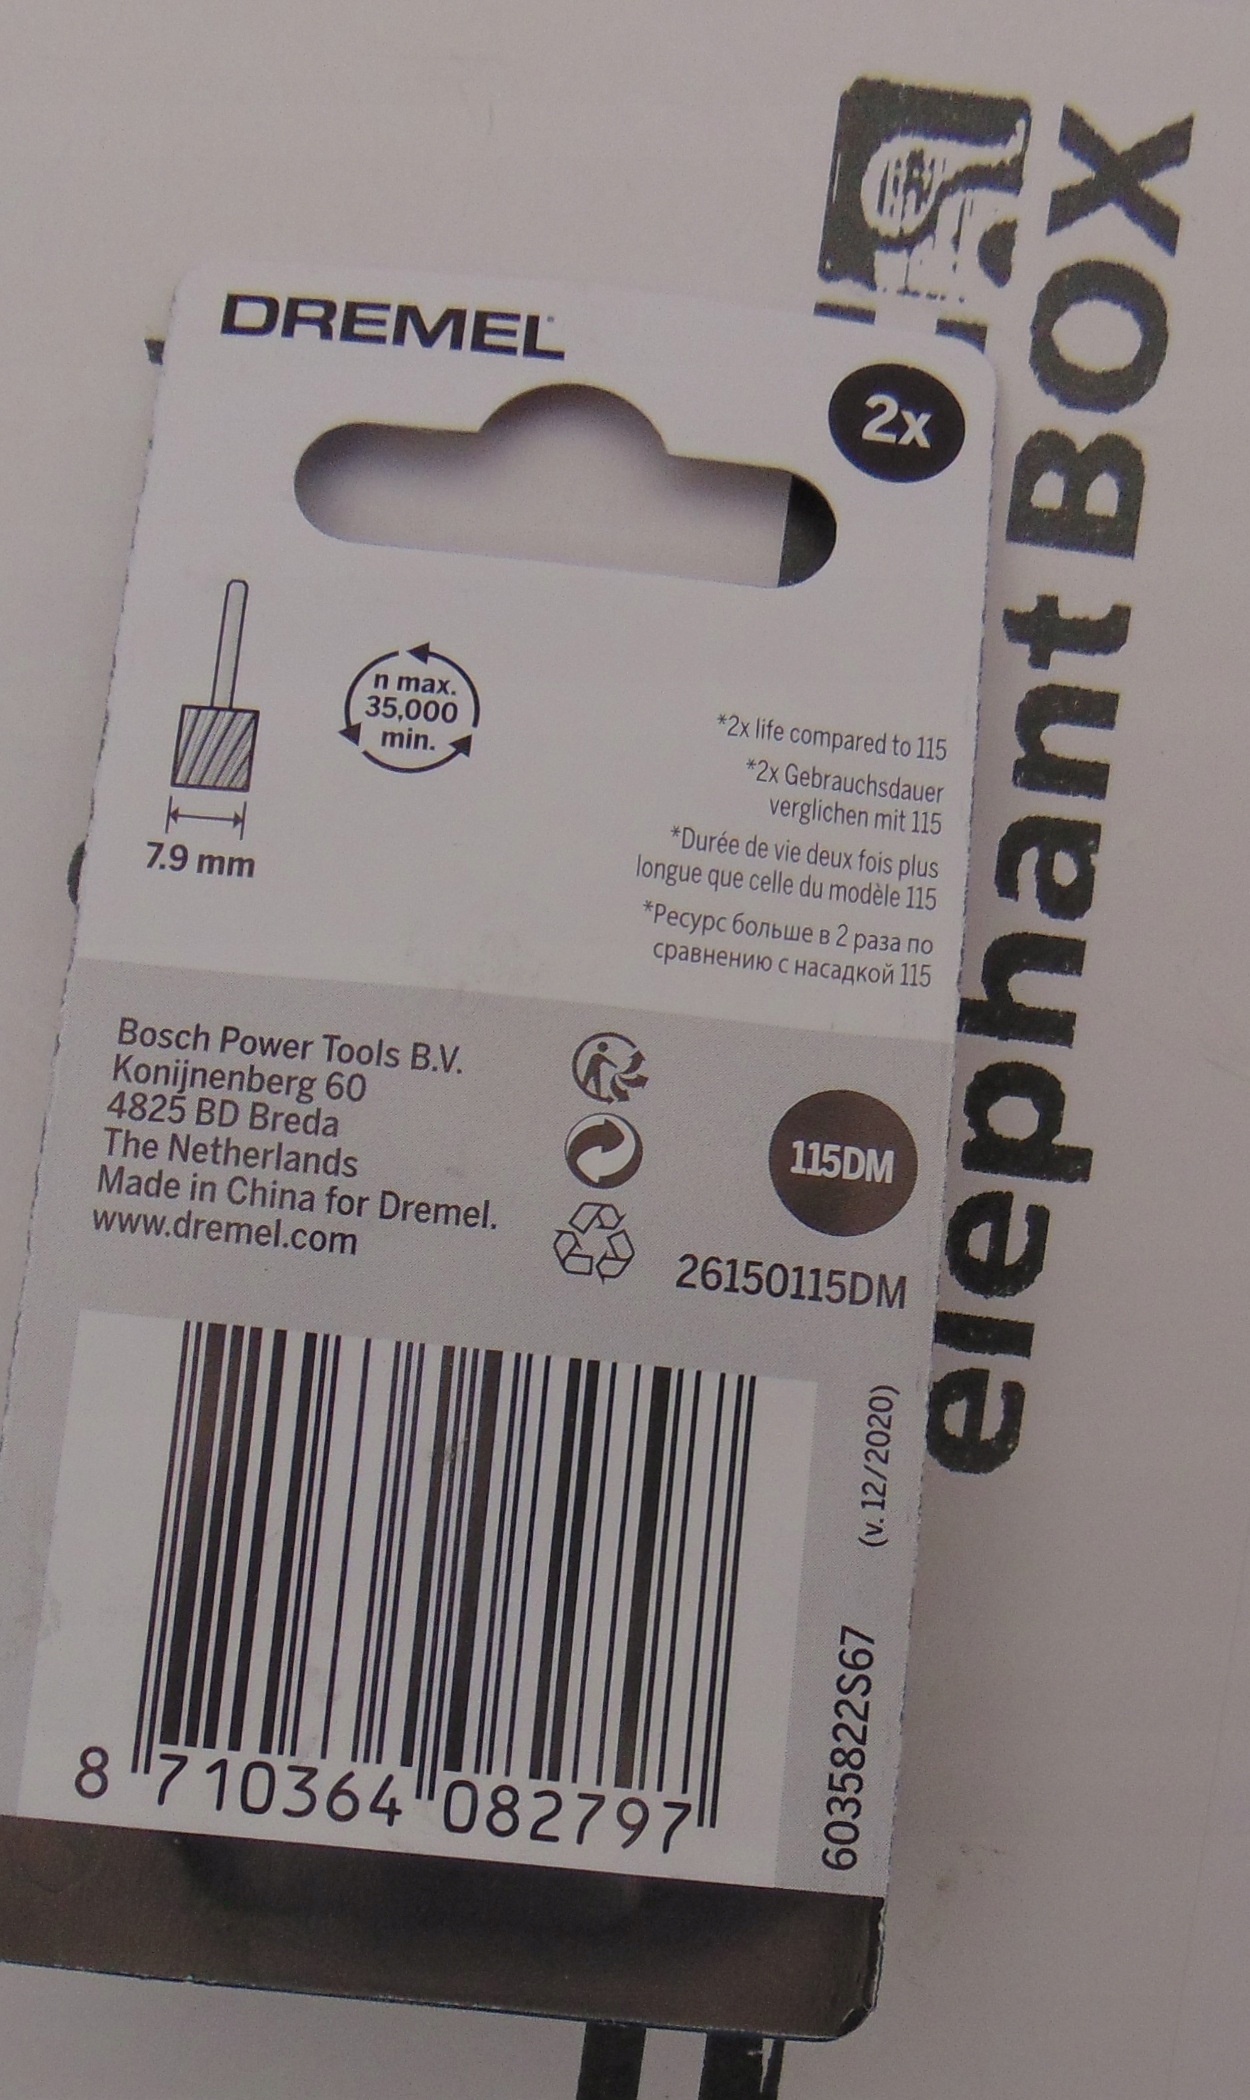 DREMEL
2x
n max.
35,000
min.
7.9 mm
*2x life compared to 115
*2x Gebrauchsdauer
verglichen mit 115
*Durée de vie deux fois plus
longue que celle du modèle 115
*Ресурс больше в 2 раза по
сравнению с насадкой 115
Bosch Power Tools B.V.
Konijnenberg 60
4825 BD Breda
The Netherlands
Made in China for Dremel.
www.dremel.com
115DM
26150115DM
8 710364 082797
6035822S67 (v. 12/2020)
elephant BOX